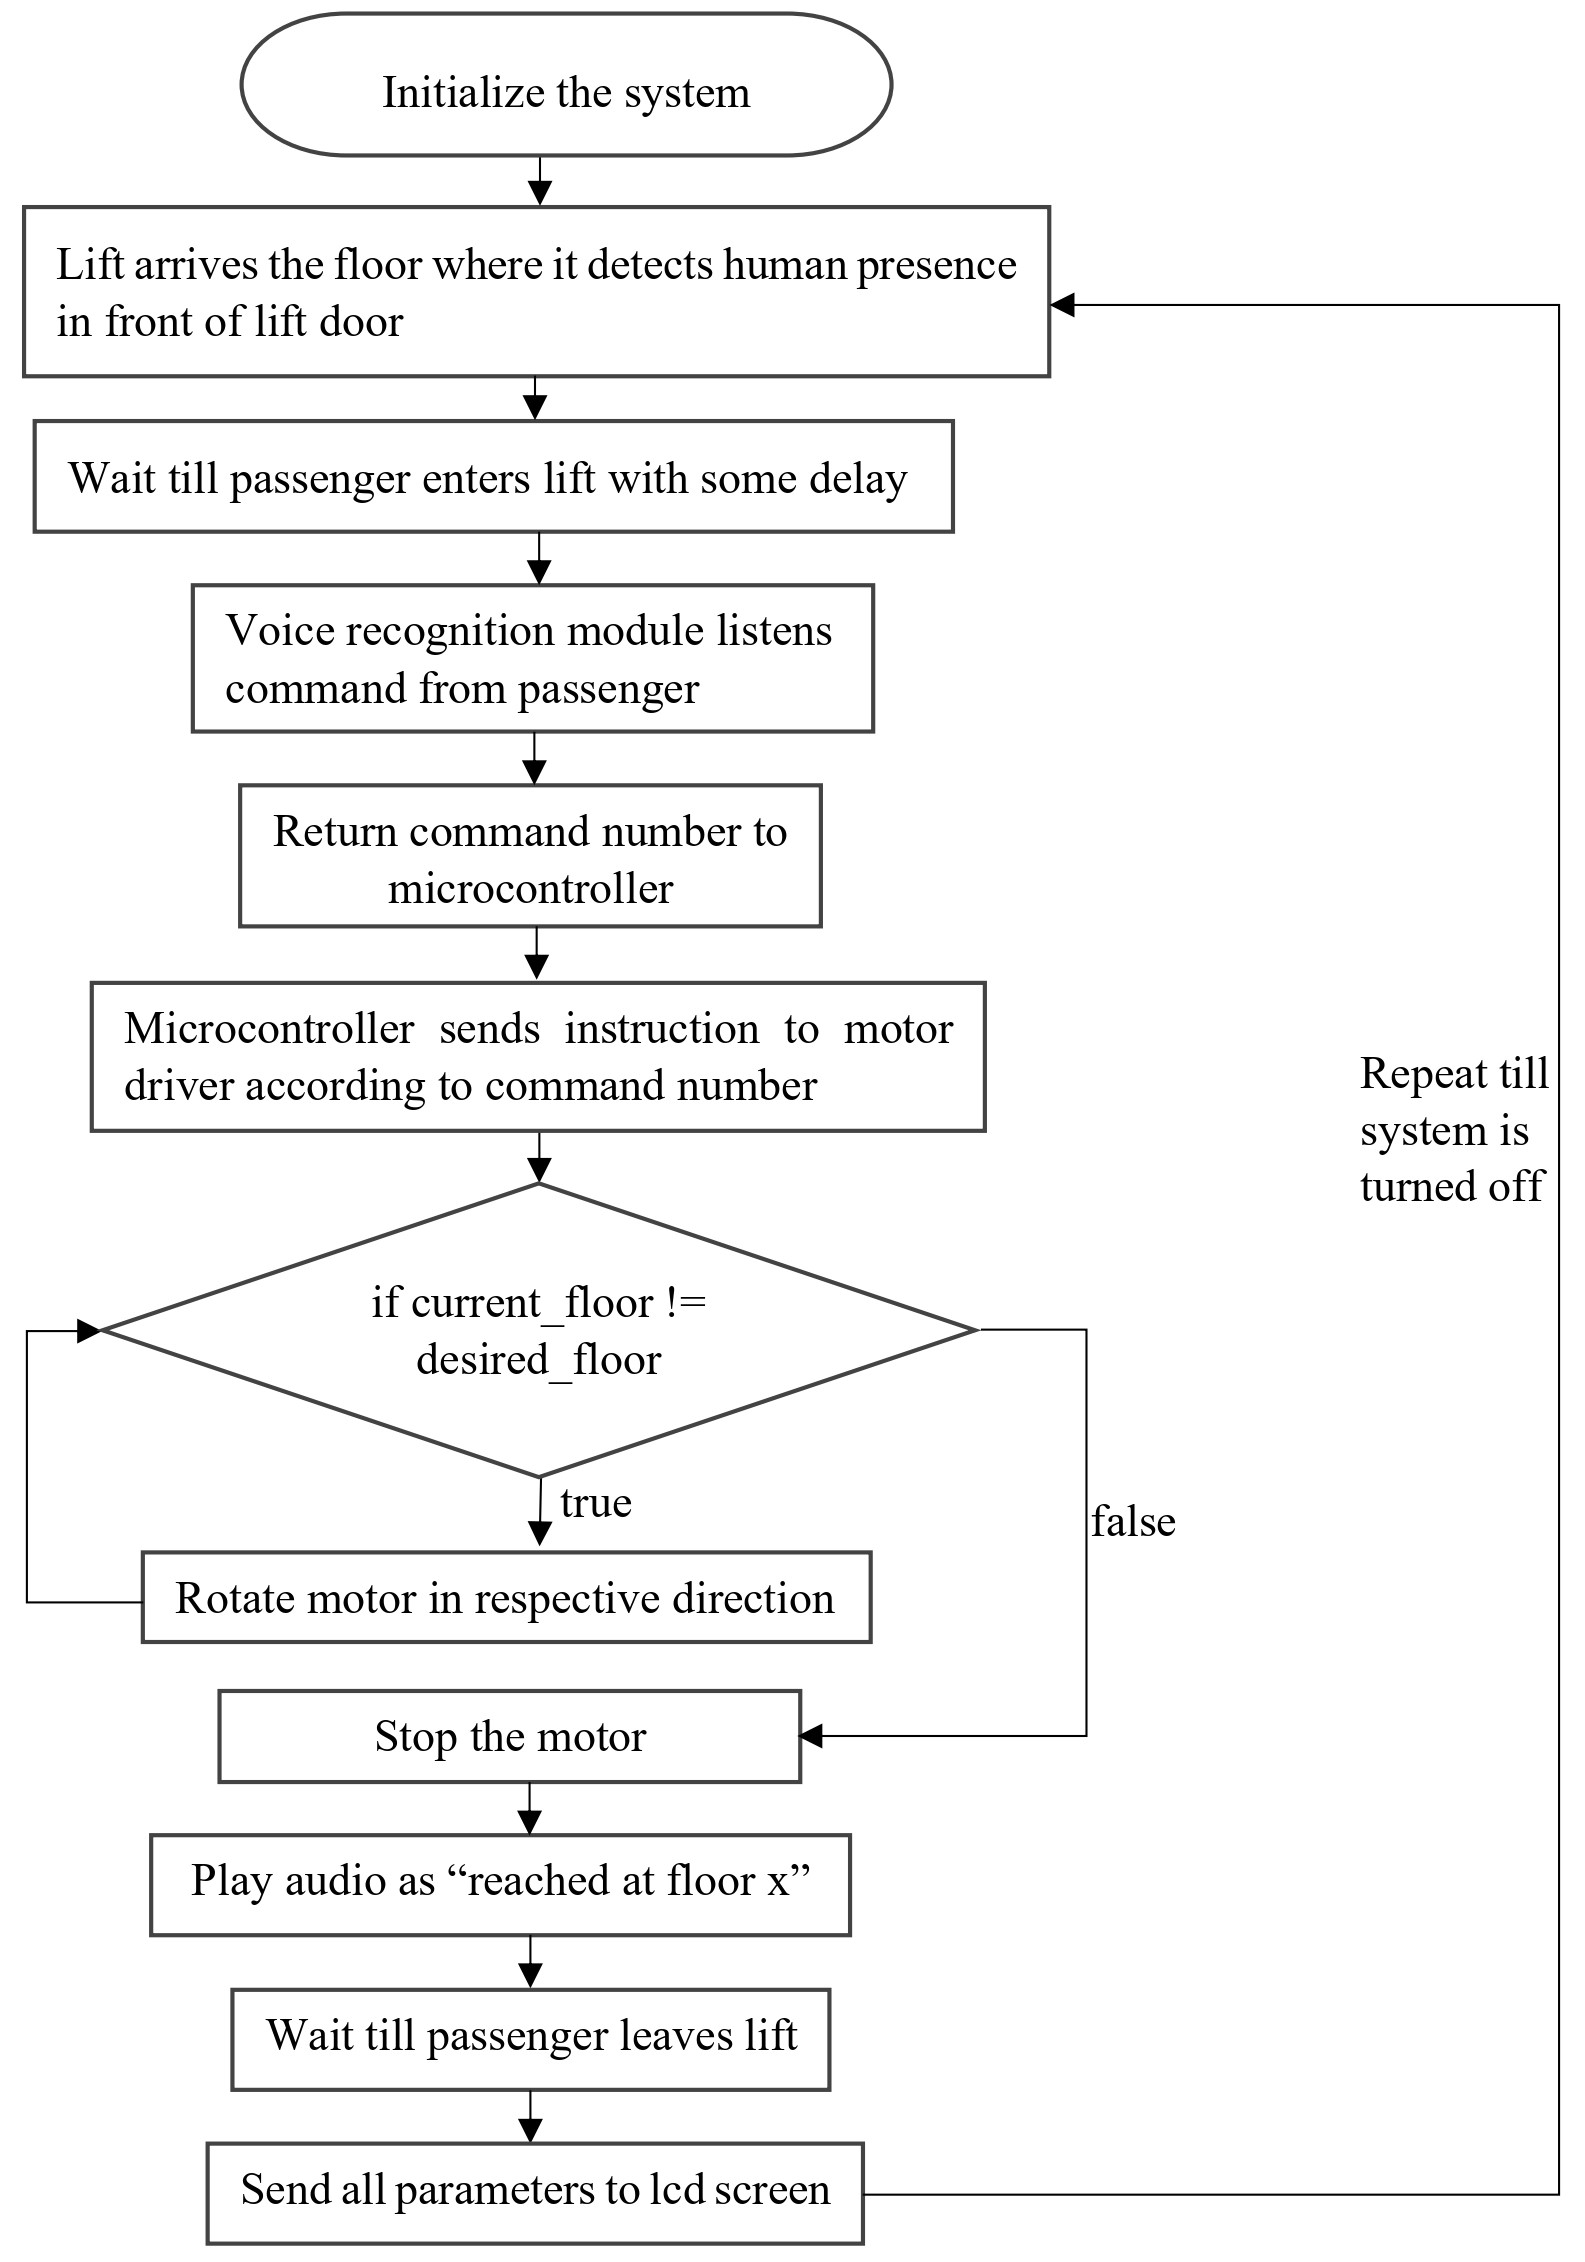 Initialize the system
Lift arrives the floor where it detects human presence
in front of lift door
Wait till passenger enters lift with some delay
Voice recognition module listens
command from passenger
Return command number to
microcontroller
Microcontroller sends instruction to motor
driver according to command number
Repeat till
system is
turned off
if current_floor !=
desired_floor
true
false
Rotate motor in respective direction
Stop the motor
Play audio as “reached at floor x”
Wait till passenger leaves lift
Send all parameters to lcd screen